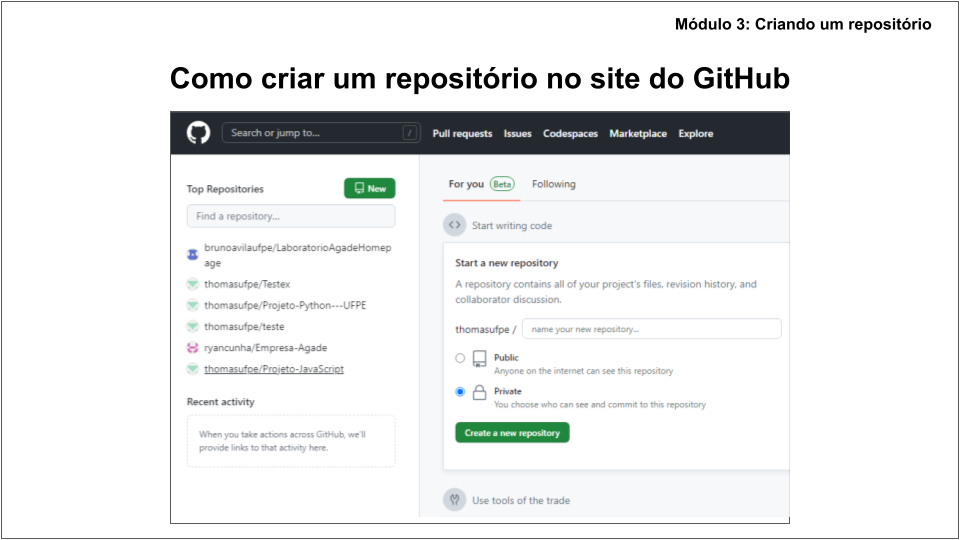 Módulo 3: Criando um repositório
Como criar um repositório no site do GitHub
Search or jump to...
/
Pull requests
Issues
Codespaces
Marketplace
Explore
Top Repositories
New
Find a repository...
brunoavilaufpe/LaboratorioAgadeHomep
age
thomasufpe/Testex
thomasufpe/Projeto-Python---UFPE
thomasufpe/teste
ryancunha/Empresa-Agade
thomasufpe/Projeto-JavaScript
Recent activity
When you take actions across GitHub, we'll
provide links to that activity here.
For you
Beta
Following
Start writing code
Start a new repository
A repository contains all of your project's files, revision history, and
collaborator discussion.
thomasufpe /
name your new repository...
Public
Anyone on the internet can see this repository
Private
You choose who can see and commit to this repository
Create a new repository
Use tools of the trade